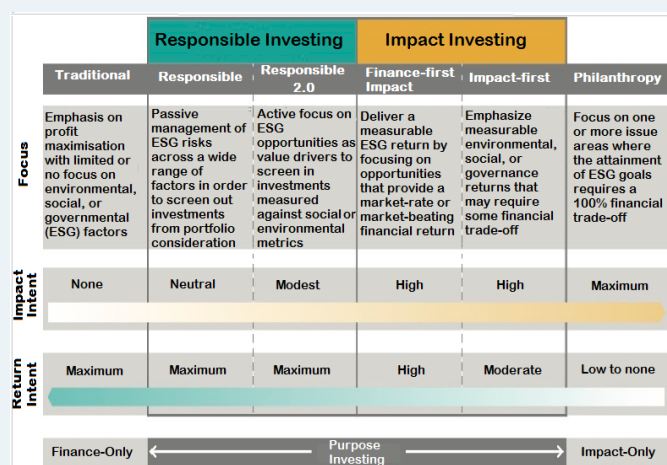 Responsible Investing
Impact Investing
Traditional
Responsible
Responsible
2.0
Finance-first
Impact
Impact-first
Philanthropy
Focus
Emphasis on
profit
maximisation
with limited or
no focus on
environmental,
social, or
governmental
(ESG) factors
Passive
management of
ESG risks
across a wide
range of
factors in order
to screen out
investments
from portfolio
consideration
Active focus on
ESG
opportunities as
value drivers to
screen in
investments
measured
against social or
environmental
metrics
Deliver a
measurable
ESG return by
focusing on
opportunities
that provide a
market-rate or
market-beating
financial return
Emphasize
measurable
environmental,
social, or
governance
returns that
may require
some financial
trade-off
Focus on one
or more issue
areas where
the attainment
of ESG goals
requires a
100% financial
trade-off
Impact
Intent
None
Neutral
Modest
High
High
Maximum
Return
Intent
Maximum
Maximum
Maximum
High
Moderate
Low to none
Finance-Only
Purpose
Investing
Impact-Only